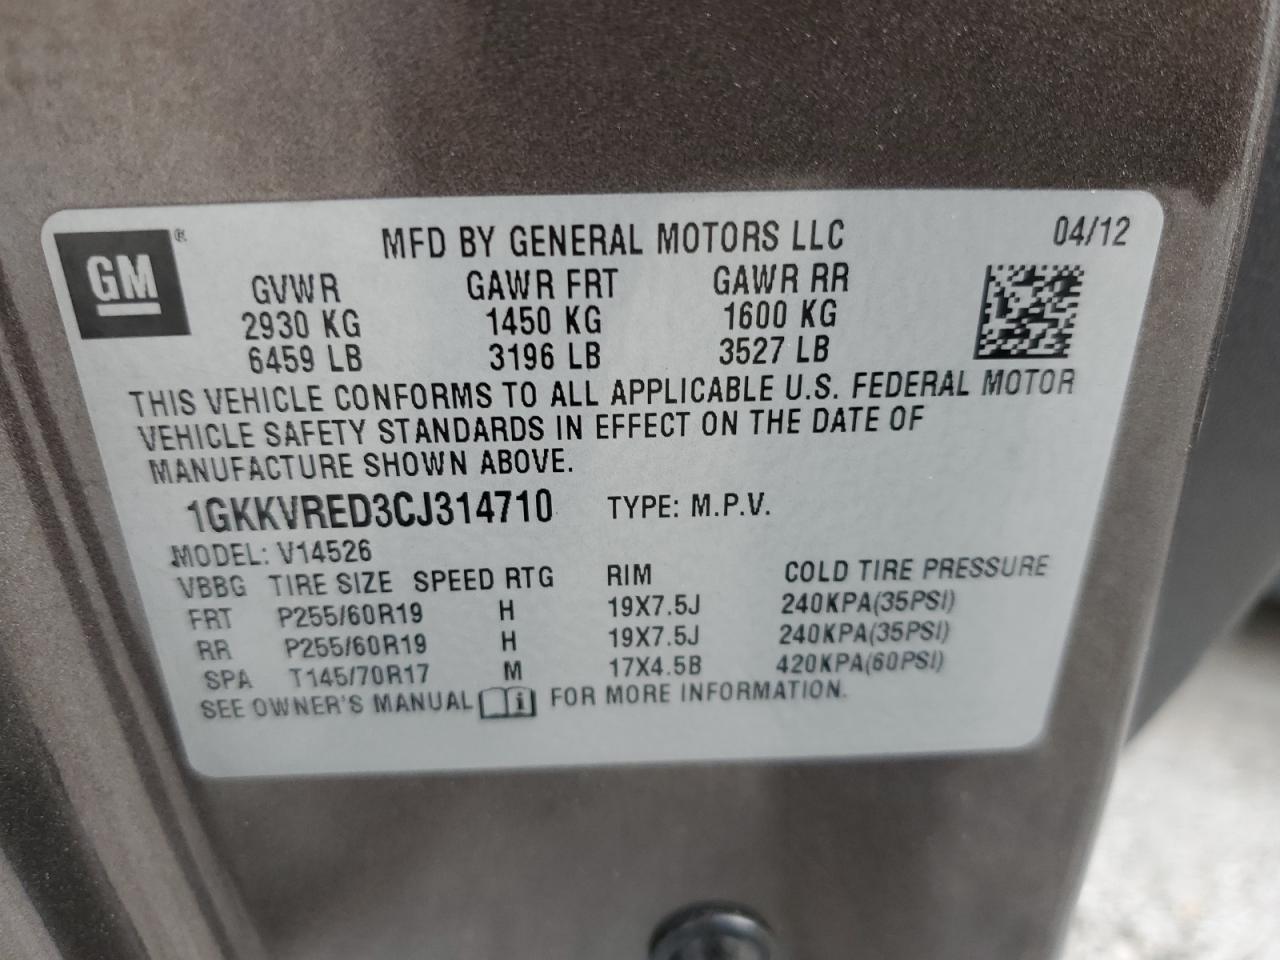 GM ®
MFD BY GENERAL MOTORS LLC 04/12
GVWR GAWR FRT GAWR RR
2930 KG 1450 KG 1600 KG
6459 LB 3196 LB 3527 LB
THIS VEHICLE CONFORMS TO ALL APPLICABLE U.S. FEDERAL MOTOR
VEHICLE SAFETY STANDARDS IN EFFECT ON THE DATE OF
MANUFACTURE SHOWN ABOVE.
1GKKVRED3CJ314710 TYPE: M.P.V.
MODEL: V14526
VBBG TIRE SIZE SPEED RTG RIM COLD TIRE PRESSURE
FRT P255/60R19 H 19X7.5J 240KPA(35PSI)
RR P255/60R19 H 19X7.5J 240KPA(35PSI)
SPA T145/70R17 M 17X4.5B 420KPA(60PSI)
SEE OWNER'S MANUAL i FOR MORE INFORMATION.